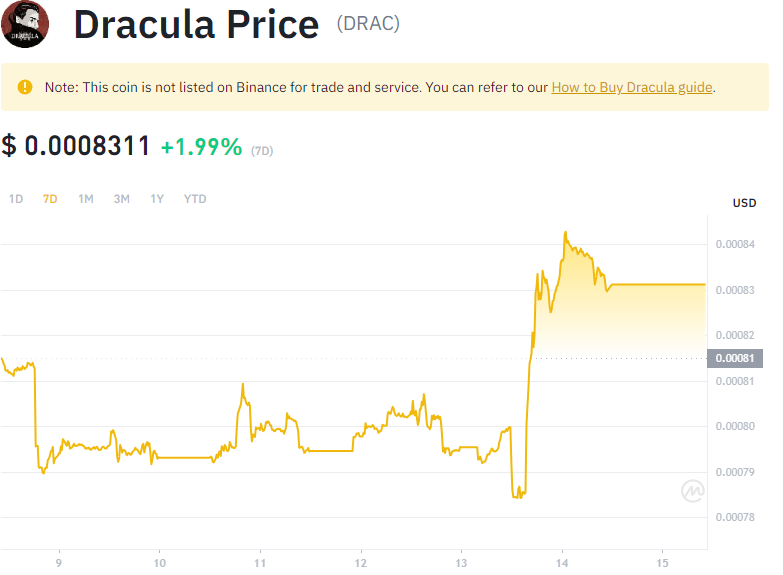 DRACULA
Dracula Price (DRAC)
Note: This coin is not listed on Binance for trade and service. You can refer to our How to Buy Dracula guide.
$ 0.0008311 +1.99% (7D)
1D 7D 1M 3M 1Y YTD
USD
0.00084
0.00083
0.00082
0.00081
0.00081
0.00080
0.00079
0.00078
9 10 11 12 13 14 15